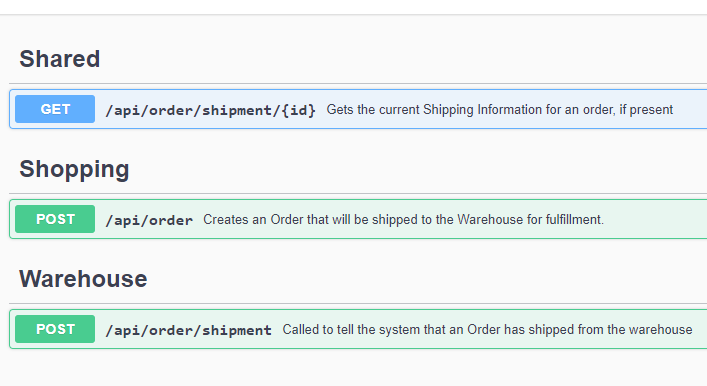 Shared
GET /api/order/shipment/{id} Gets the current Shipping Information for an order, if present
Shopping
POST /api/order Creates an Order that will be shipped to the Warehouse for fulfillment.
Warehouse
POST /api/order/shipment Called to tell the system that an Order has shipped from the warehouse